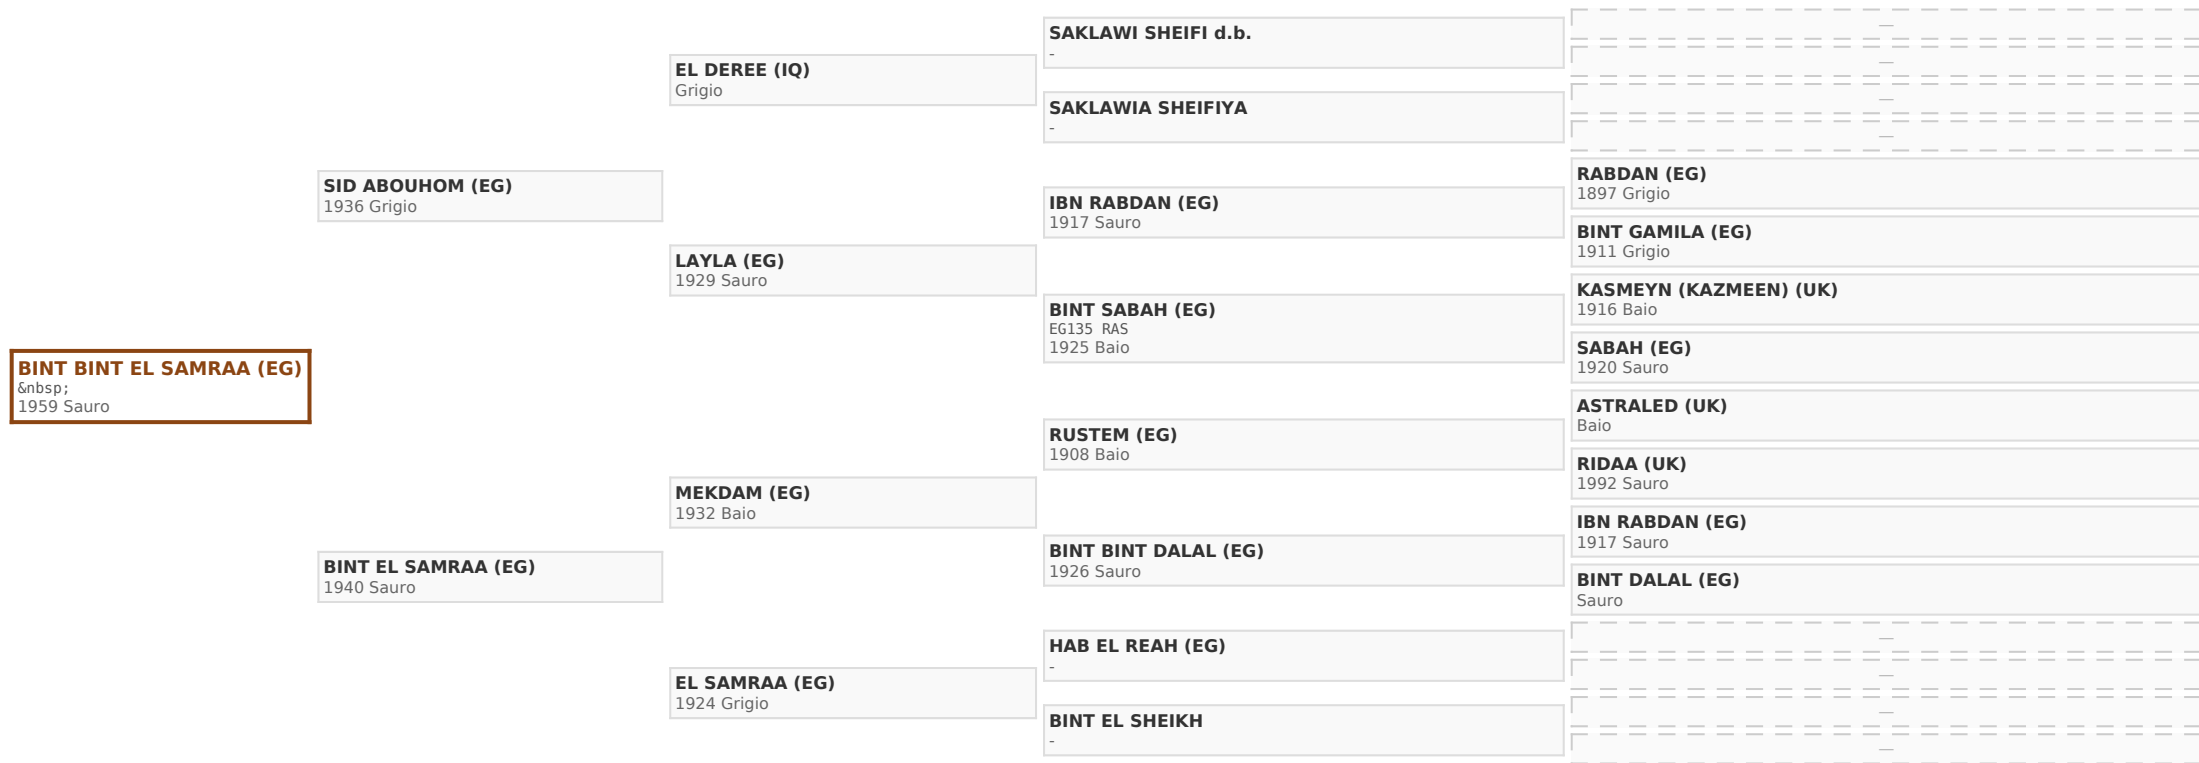 BINT BINT EL SAMRAA (EG)
&nbsp;
1959 Sauro
SID ABOUHOM (EG)
1936 Grigio
BINT EL SAMRAA (EG)
1940 Sauro
EL DEREE (IQ)
Grigio
LAYLA (EG)
1929 Sauro
MEKDAM (EG)
1932 Baio
EL SAMRAA (EG)
1924 Grigio
SAKLAWI SHEIFI d.b.
-
SAKLAWIA SHEIFIYA
-
IBN RABDAN (EG)
1917 Sauro
BINT SABAH (EG)
EG135 RAS
1925 Baio
RUSTEM (EG)
1908 Baio
BINT BINT DALAL (EG)
1926 Sauro
HAB EL REAH (EG)
-
BINT EL SHEIKH
-
—
—
—
—
RABDAN (EG)
1897 Grigio
BINT GAMILA (EG)
1911 Grigio
KASMEYN (KAZMEEN) (UK)
1916 Baio
SABAH (EG)
1920 Sauro
ASTRALED (UK)
Baio
RIDAA (UK)
1992 Sauro
IBN RABDAN (EG)
1917 Sauro
BINT DALAL (EG)
Sauro
—
—
—
—